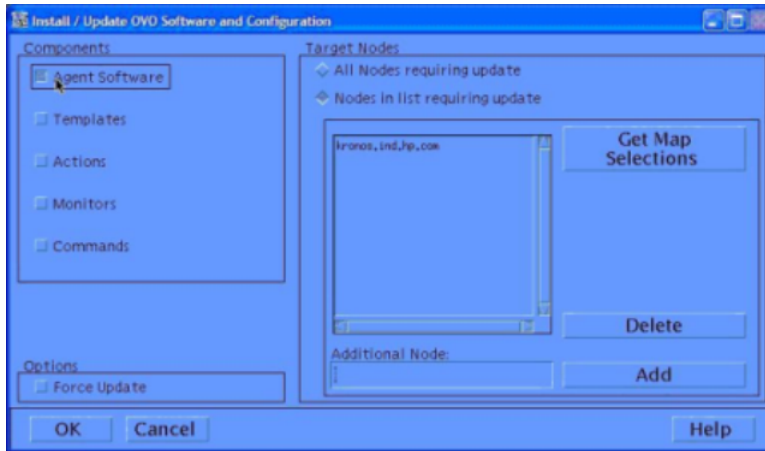 Install / Update OVO Software and Configuration
Components
Agent Software
Templates
Actions
Monitors
Commands
Options
Force Update
Target Nodes
All Nodes requiring update
Nodes in list requiring update
kronos.ind.hp.com
Get Map
Selections
Delete
Additional Node:
Add
OK
Cancel
Help